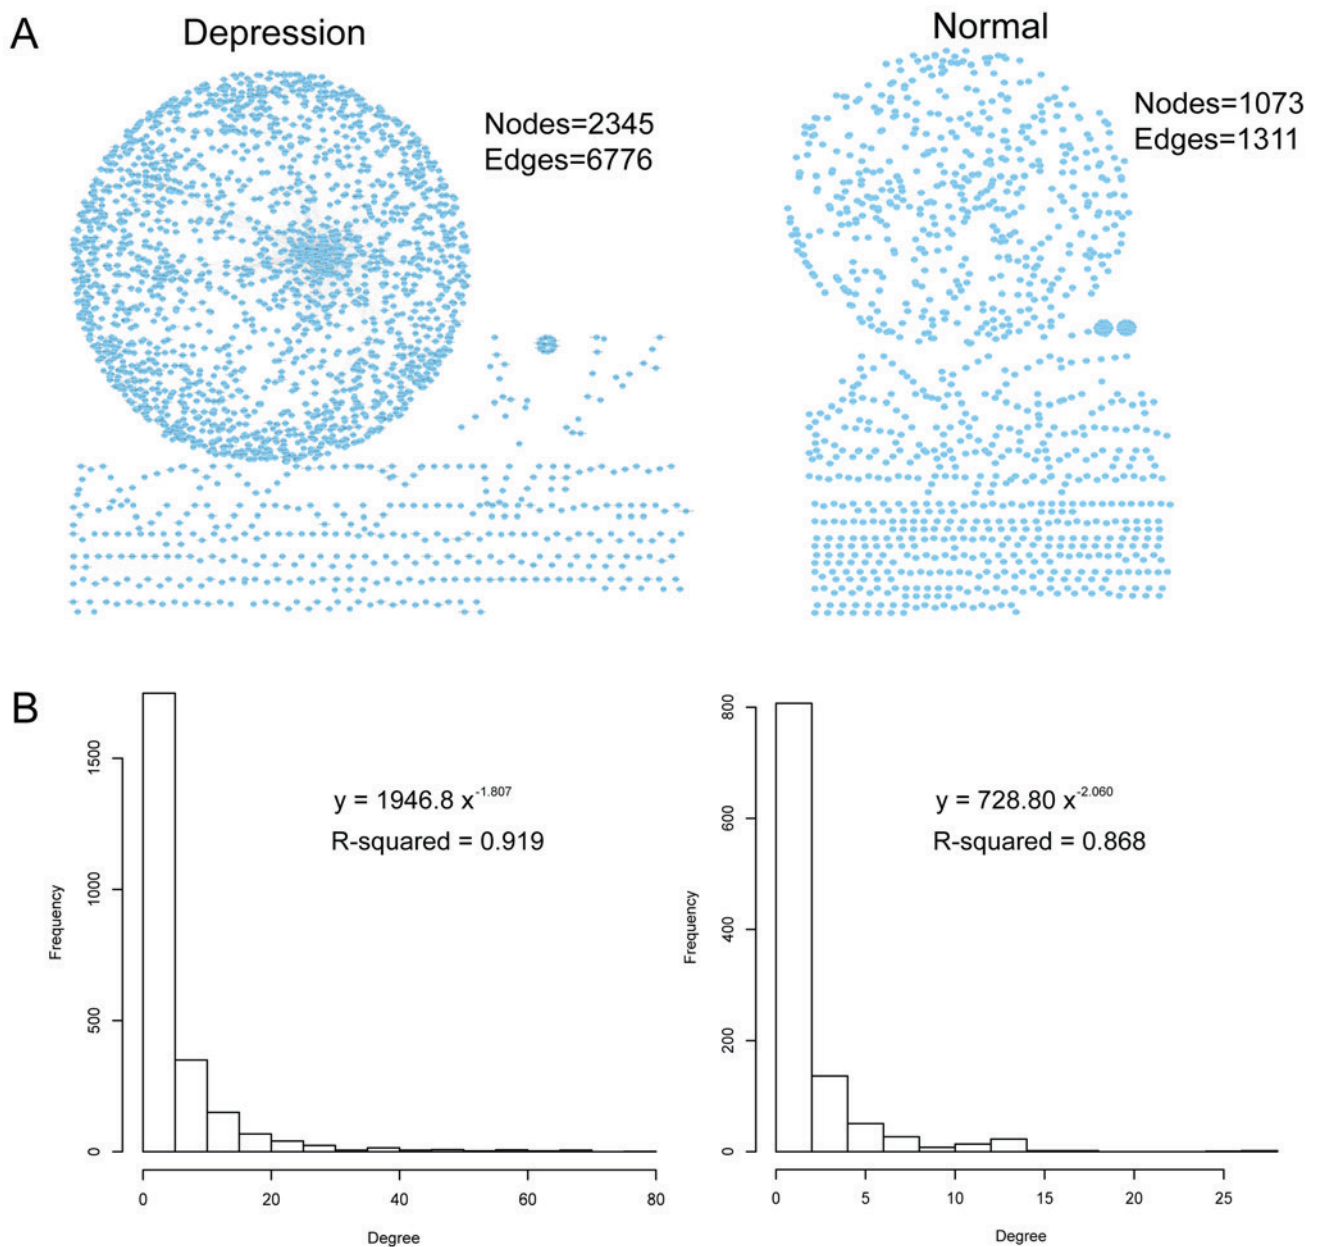 A
Depression
Normal
Nodes=2345
Edges=6776
Nodes=1073
Edges=1311
B
y = 1946.8 x^-1.807
R-squared = 0.919
Frequency
0
500
1000
1500
0 20 40 60 80
Degree
y = 728.80 x^-2.060
R-squared = 0.868
Frequency
0
200
400
600
800
0 5 10 15 20 25
Degree